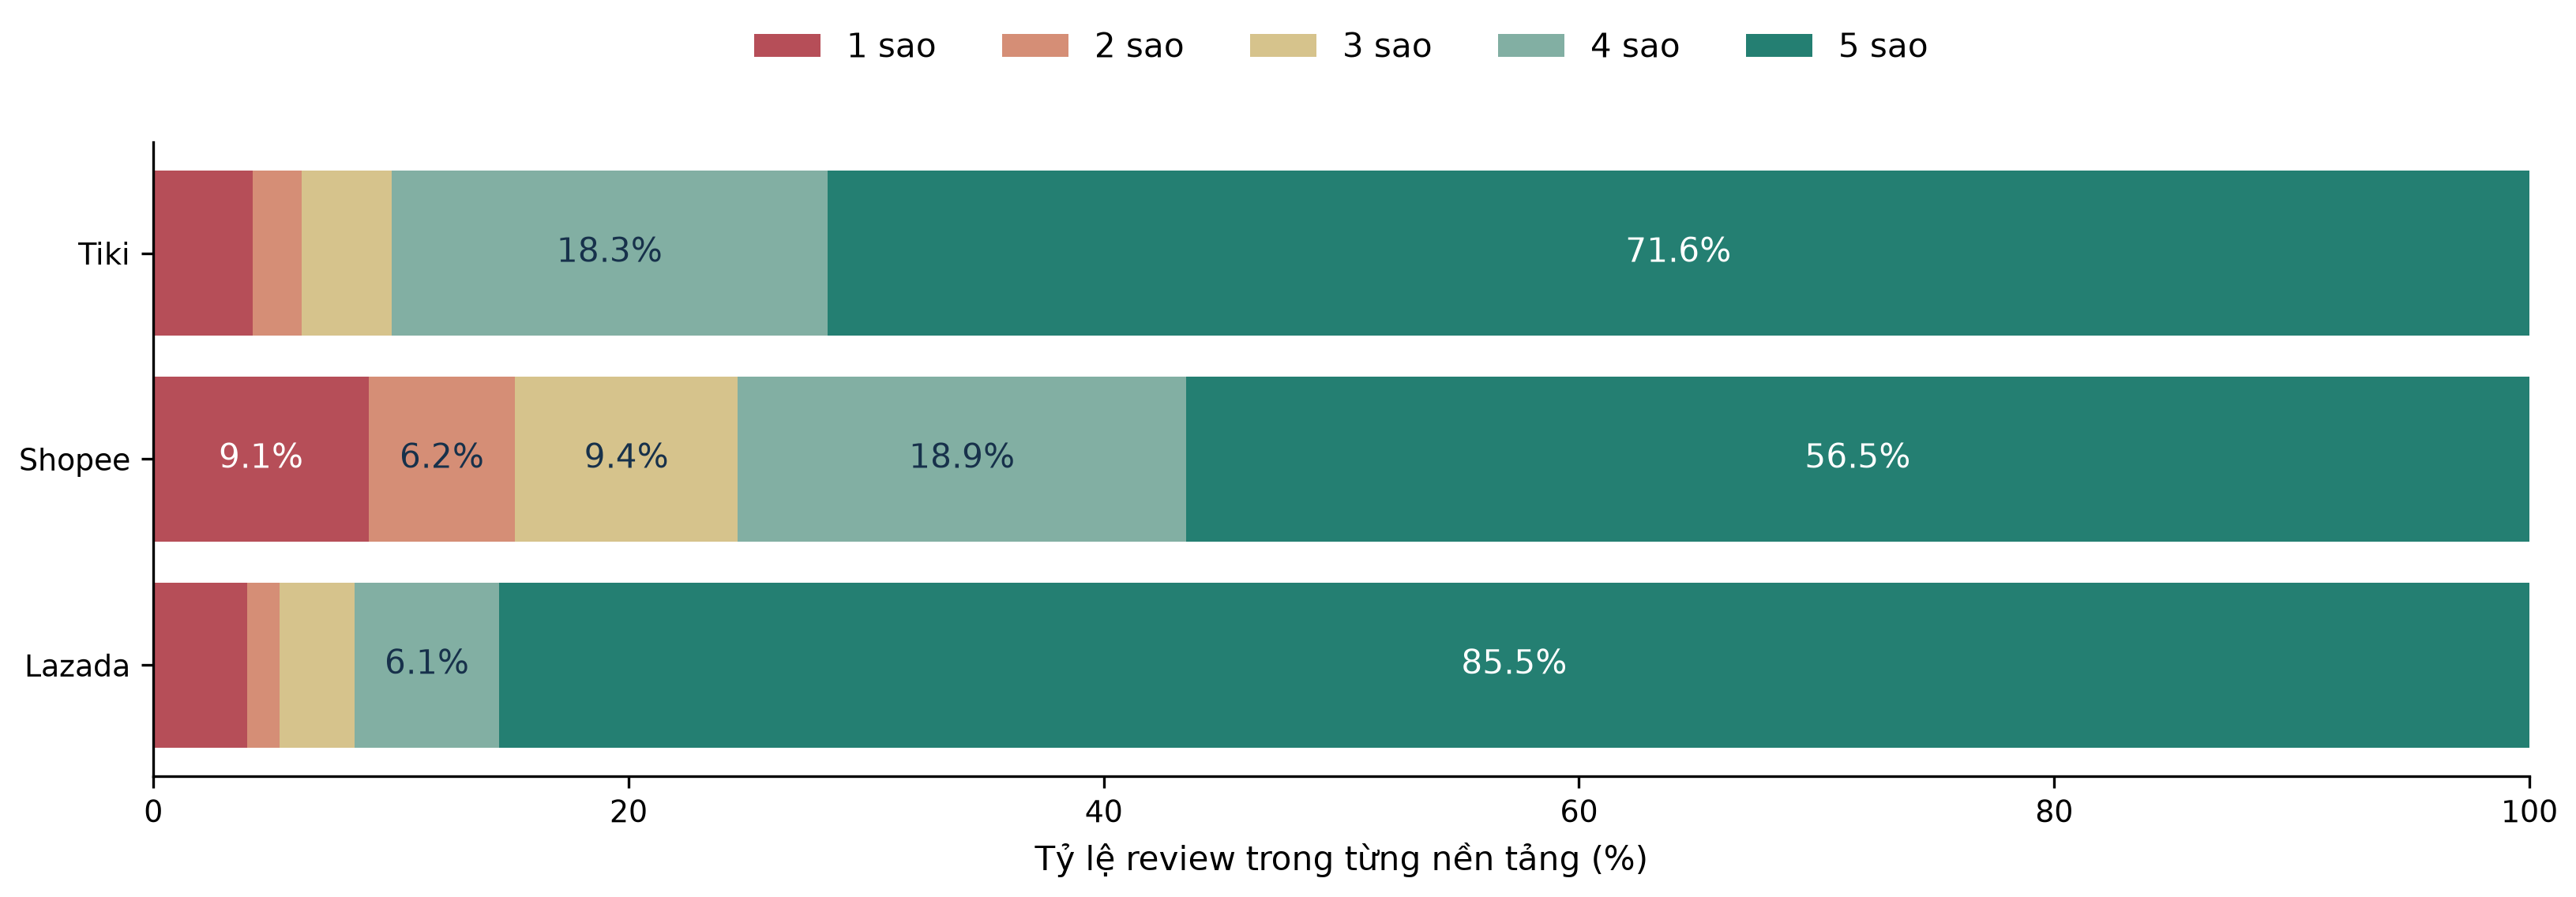 1 sao 2 sao 3 sao 4 sao 5 sao
Tiki 18.3% 71.6%
Shopee 9.1% 6.2% 9.4% 18.9% 56.5%
Lazada 6.1% 85.5%
0 20 40 60 80 100
Tỷ lệ review trong từng nền tảng (%)